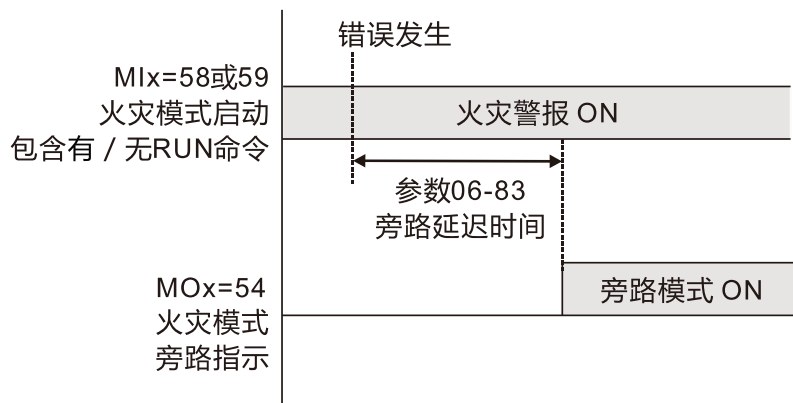 错误发生
MIx=58或59
火灾模式启动
包含有 / 无RUN命令
火灾警报 ON
参数06-83
旁路延迟时间
MOx=54
火灾模式
旁路指示
旁路模式 ON